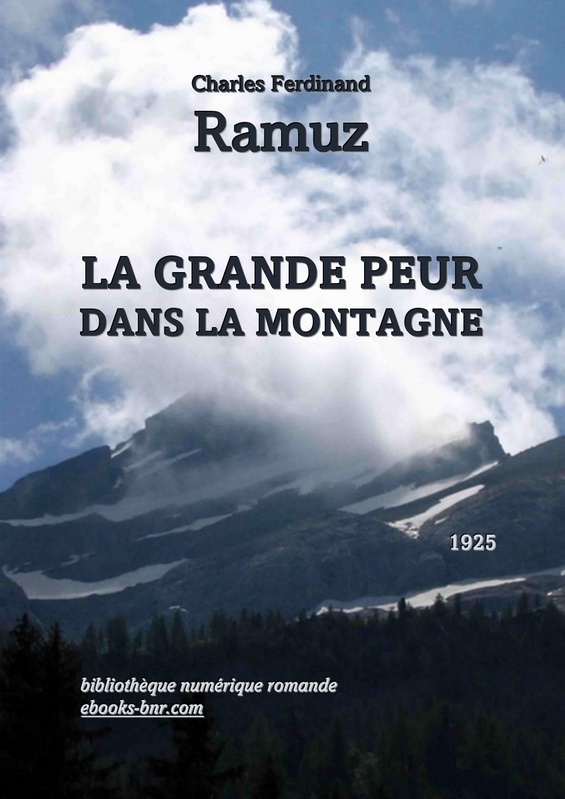 Charles Ferdinand
Ramuz
LA GRANDE PEUR
DANS LA MONTAGNE
1925
bibliothèque numérique romande
ebooks-bnr.com